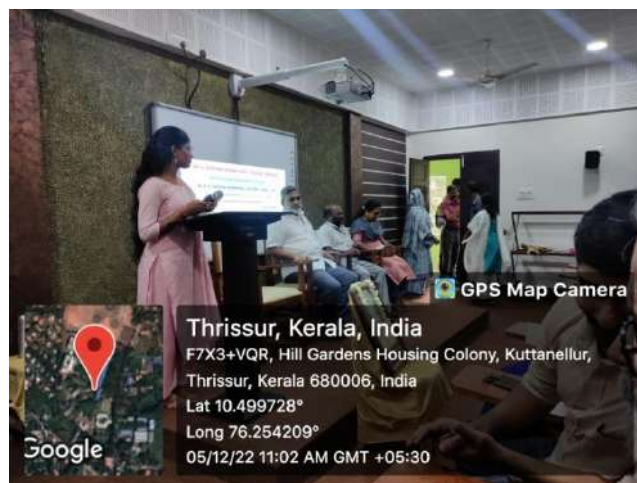 GPS Map Camera
Thrissur, Kerala, India
F7X3+VQR, Hill Gardens Housing Colony, Kuttanellur,
Thrissur, Kerala 680006, India
Lat 10.499728°
Long 76.254209°
05/12/22 11:02 AM GMT +05:30
Google